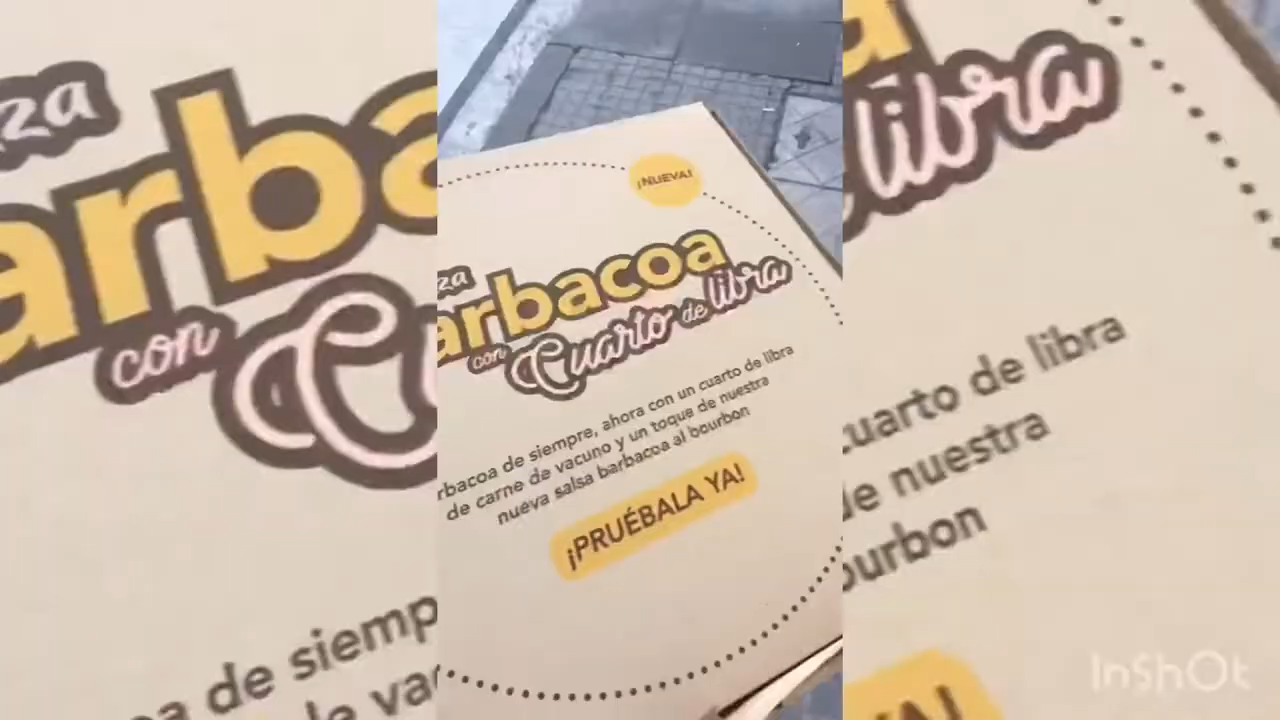 ¡NUEVA!
za
arbacoa
con Cuarto de libra
rbacoa de siempre, ahora con un cuarto de libra
de carne de vacuno y un toque de nuestra
nueva salsa barbacoa al bourbon
¡PRUÉBALA YA!
InShOt